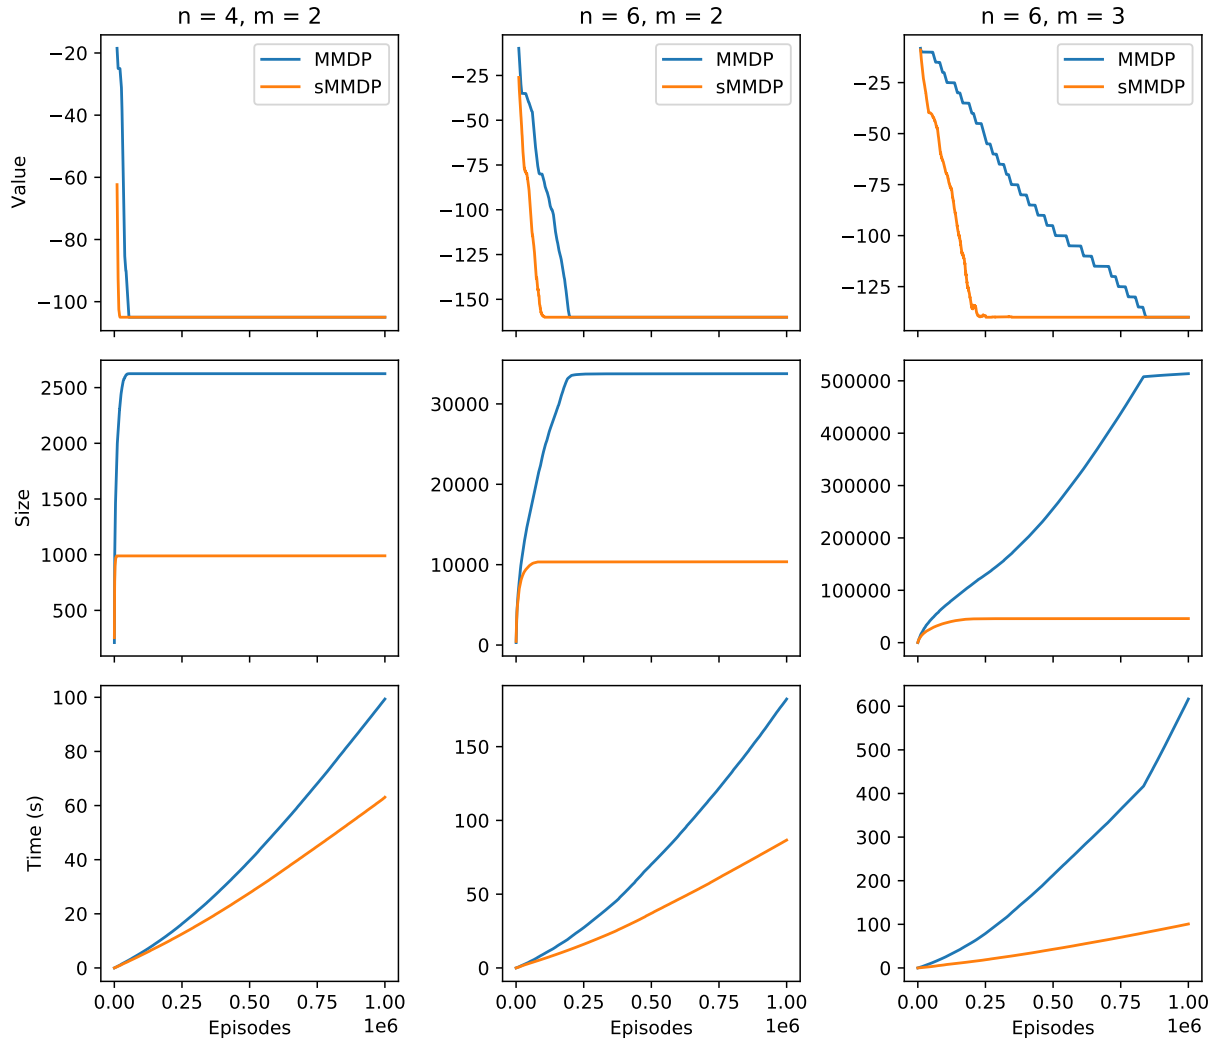 n = 4, m = 2
n = 6, m = 2
n = 6, m = 3
Value
−20
−40
−60
−80
−100
MMDP
sMMDP
−25
−50
−75
−100
−125
−150
MMDP
sMMDP
−25
−50
−75
−100
−125
MMDP
sMMDP
Size
2500
2000
1500
1000
500
30000
20000
10000
0
500000
400000
300000
200000
100000
0
Time (s)
100
80
60
40
20
0
150
100
50
0
600
500
400
300
200
100
0
0.00 0.25 0.50 0.75 1.00
1e6
Episodes
0.00 0.25 0.50 0.75 1.00
1e6
Episodes
0.00 0.25 0.50 0.75 1.00
1e6
Episodes